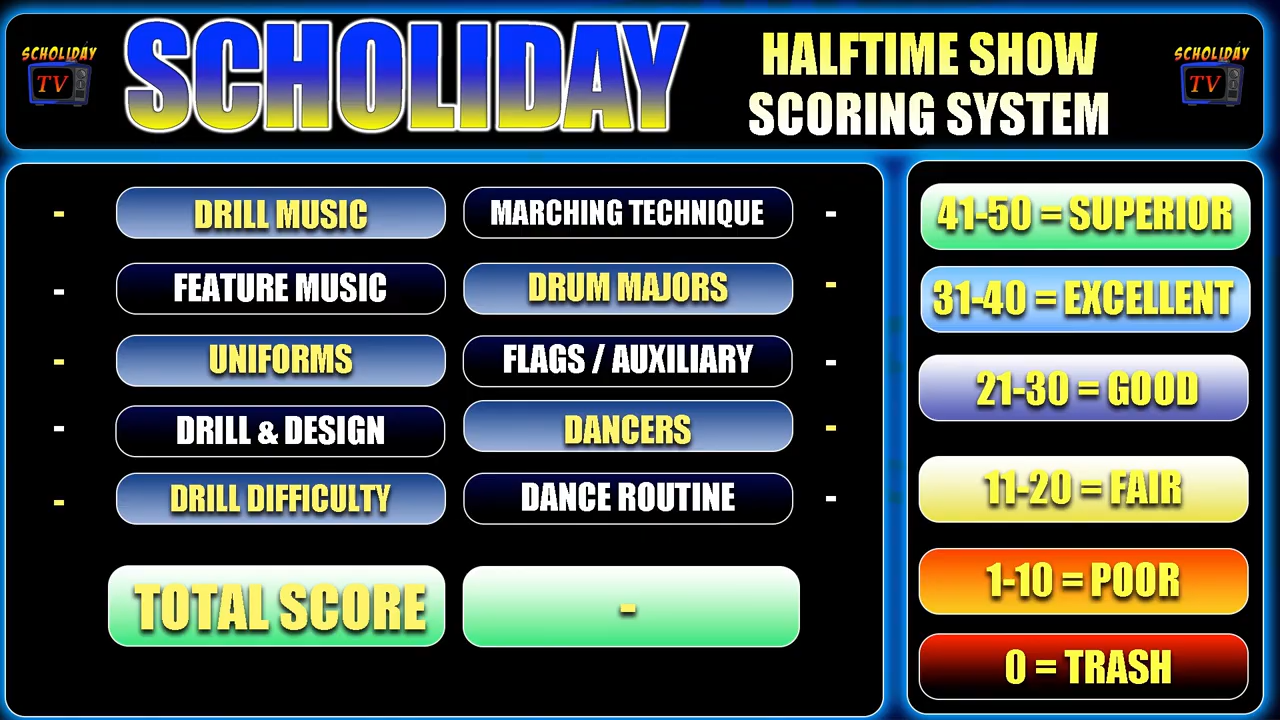 SCHOLIDAY
TV
SCHOLIDAY
HALFTIME SHOW
SCORING SYSTEM
SCHOLIDAY
TV
- DRILL MUSIC
MARCHING TECHNIQUE -
- FEATURE MUSIC
DRUM MAJORS -
- UNIFORMS
FLAGS / AUXILIARY -
- DRILL & DESIGN
DANCERS -
- DRILL DIFFICULTY
DANCE ROUTINE -
TOTAL SCORE
-
41-50 = SUPERIOR
31-40 = EXCELLENT
21-30 = GOOD
11-20 = FAIR
1-10 = POOR
0 = TRASH